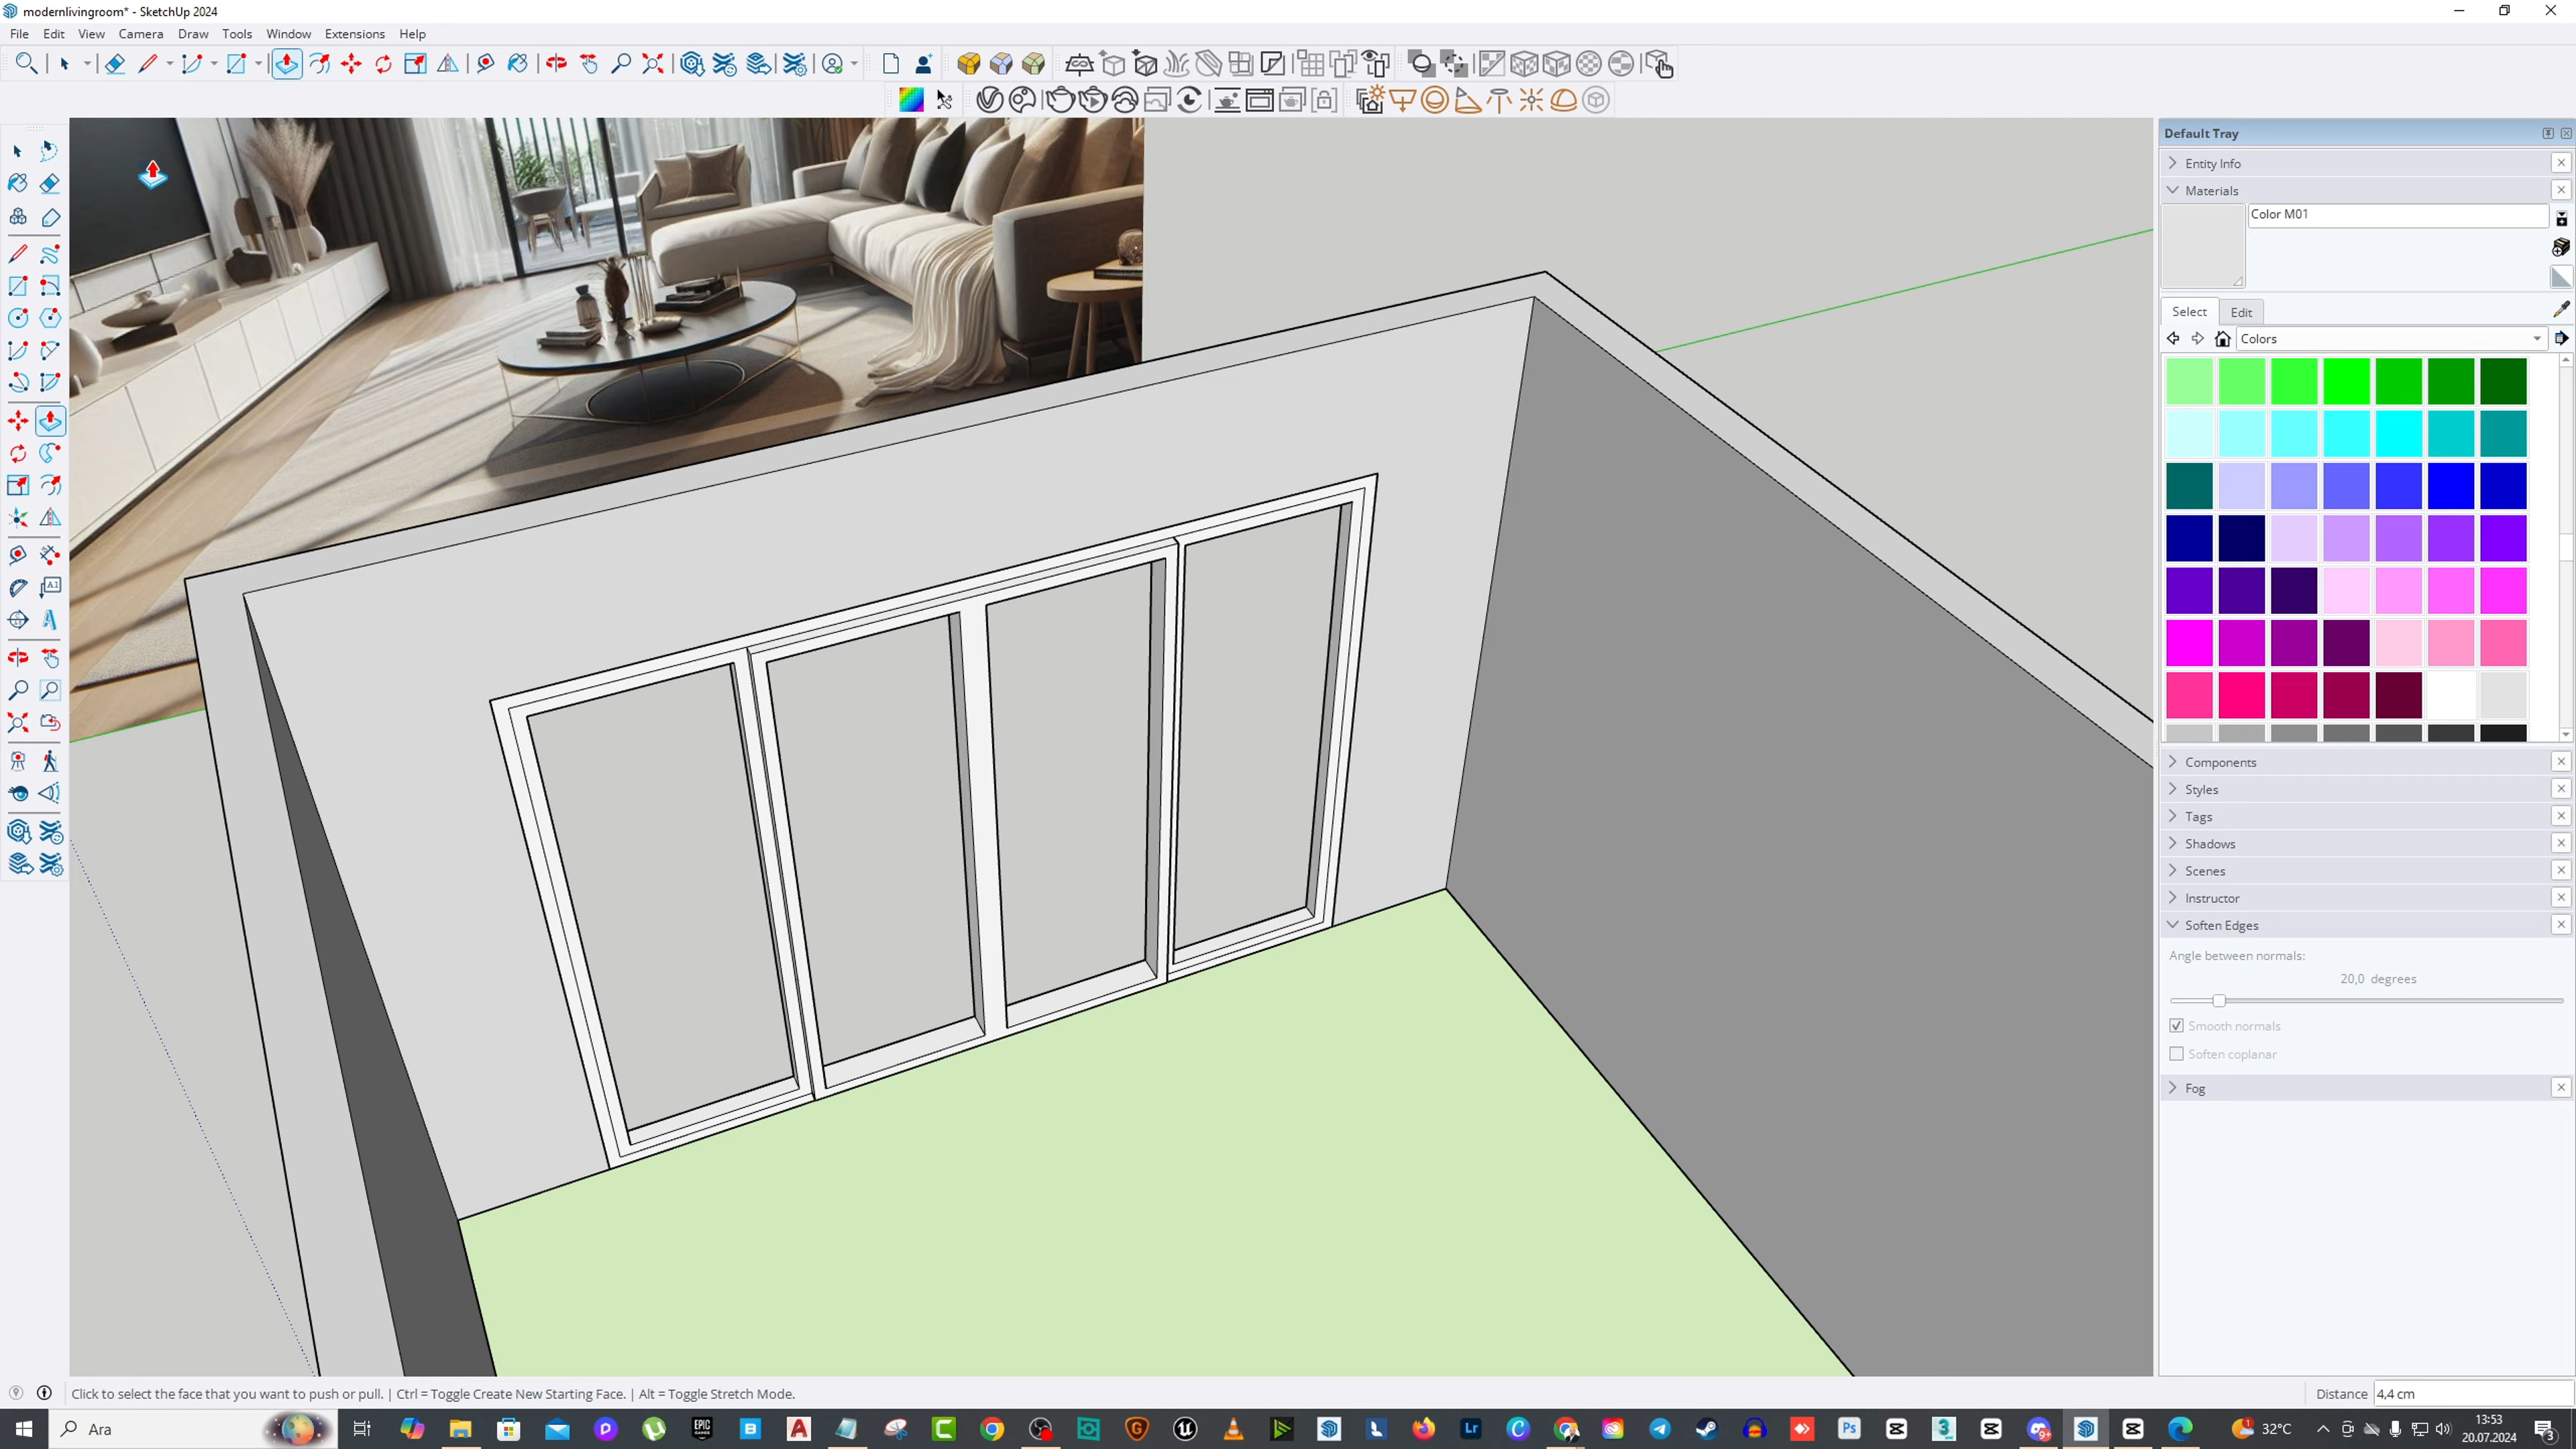 modernlivingroom* - SketchUp 2024
File Edit View Camera Draw Tools Window Extensions Help
Default Tray
Entity Info
Materials
Color M01
Select Edit
Colors
Components
Styles
Tags
Shadows
Scenes
Instructor
Soften Edges
Angle between normals:
20,0 degrees
Smooth normals
Soften coplanar
Fog
Click to select the face that you want to push or pull. | Ctrl = Toggle Create New Starting Face. | Alt = Toggle Stretch Mode.
Distance 4,4 cm
Ara
32°C
13:53
20.07.2024